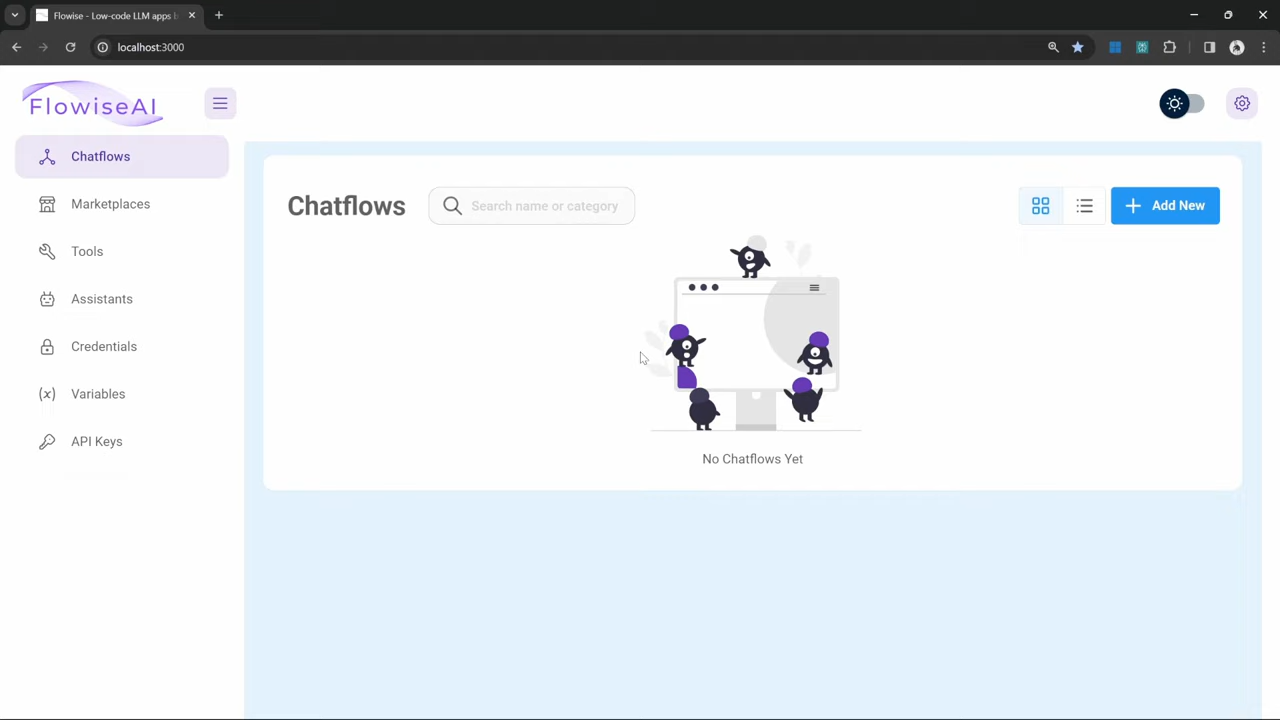 Flowise - Low-code LLM apps b
localhost:3000
FlowiseAI
Chatflows
Marketplaces
Tools
Assistants
Credentials
(x) Variables
API Keys
Chatflows
Search name or category
Add New
No Chatflows Yet